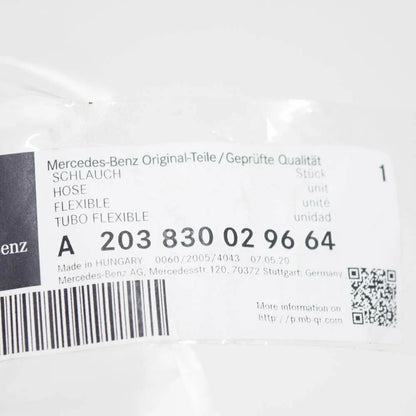 Mercedes-Benz Original-Teile/Geprüfte Qualität
SCHLAUCH Stück 1
HOSE unit
FLEXIBLE unité
TUBO FLEXIBLE unidad
A 203 830 02 96 64
enz
Made in HUNGARY 0060/2005/4043 07.05.20
Mercedes-Benz AG, Mercedesstr. 120, 70372 Stuttgart, Germany
More information on
http://p.mb-qr.com